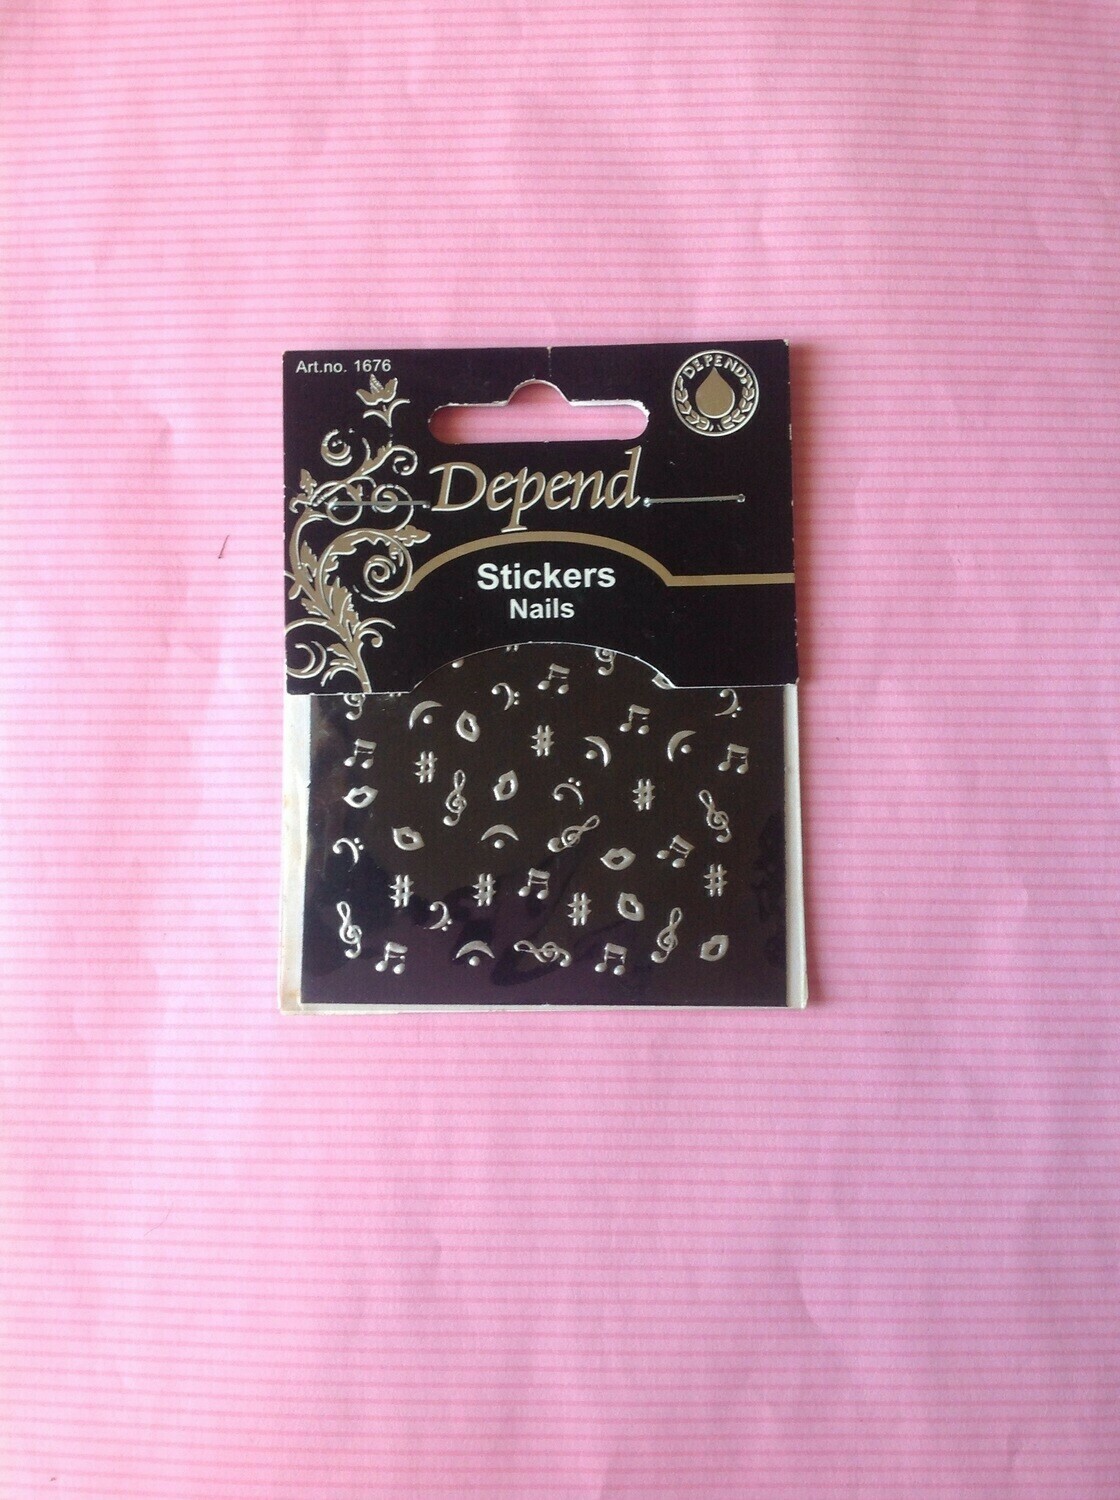 Art.no. 1676
DEPEND
Depend
Stickers
Nails